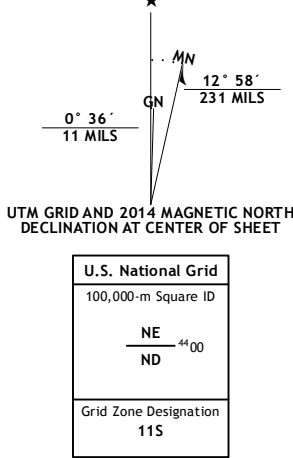 ★
MN
12° 58´
231 MILS
GN
0° 36´
11 MILS
UTM GRID AND 2014 MAGNETIC NORTH
DECLINATION AT CENTER OF SHEET
U.S. National Grid
100,000-m Square ID
NE
⁴⁴00
ND
Grid Zone Designation
11S